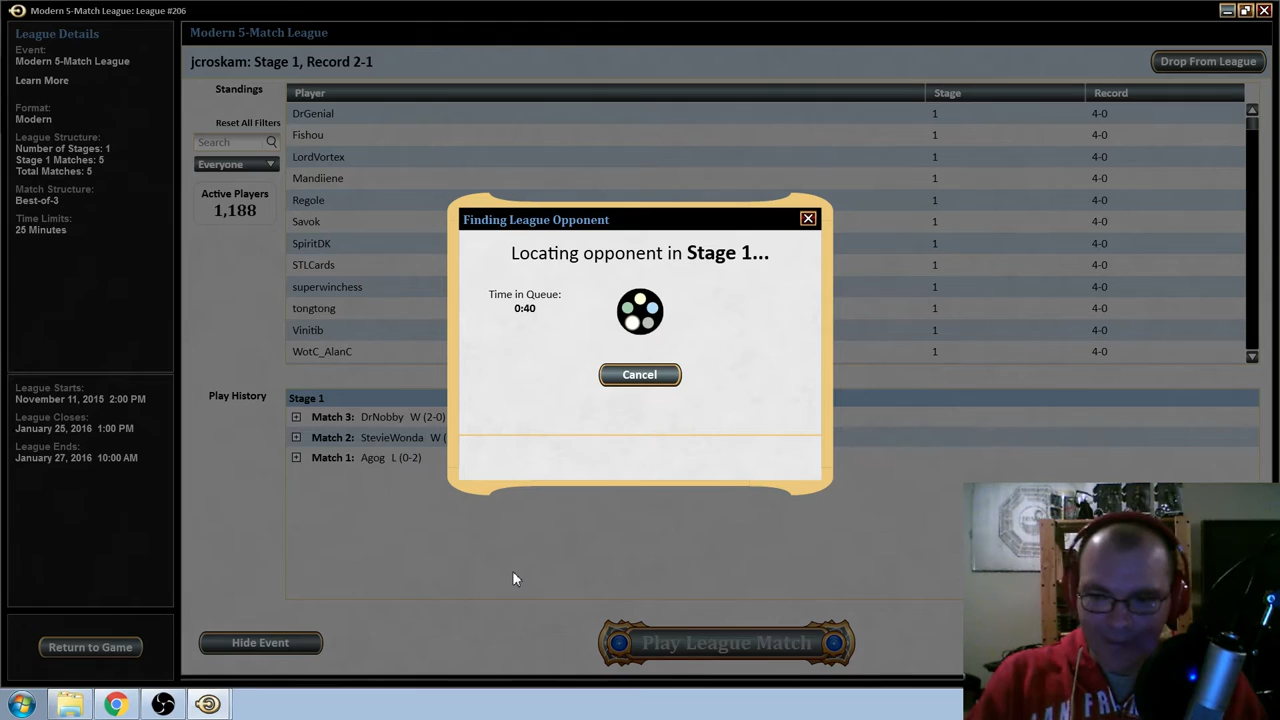 Modern 5-Match League: League #206
League Details
Event:
Modern 5-Match League
Learn More
Format:
Modern
League Structure:
Number of Stages: 1
Stage 1 Matches: 5
Total Matches: 5
Match Structure:
Best-of-3
Time Limits:
25 Minutes
League Starts:
November 11, 2015 2:00 PM
League Closes:
January 25, 2016 1:00 PM
League Ends:
January 27, 2016 10:00 AM
Return to Game
Modern 5-Match League
jcroskam: Stage 1, Record 2-1
Drop From League
Standings
Reset All Filters
Search
Everyone
Active Players
1,188
Player Stage Record
DrGenial 1 4-0
Fishou 1 4-0
LordVortex 1 4-0
Mandiiene 1 4-0
Regole 1 4-0
Savok 1 4-0
SpiritDK 1 4-0
STLCards 1 4-0
superwinchess 1 4-0
tongtong 1 4-0
Vinitib 1 4-0
WotC_AlanC 1 4-0
Finding League Opponent
Locating opponent in Stage 1...
Time in Queue:
0:40
Cancel
Play History
Stage 1
Match 3: DrNobby W (2-0)
Match 2: StevieWonda W (
Match 1: Agog L (0-2)
Hide Event
Play League Match